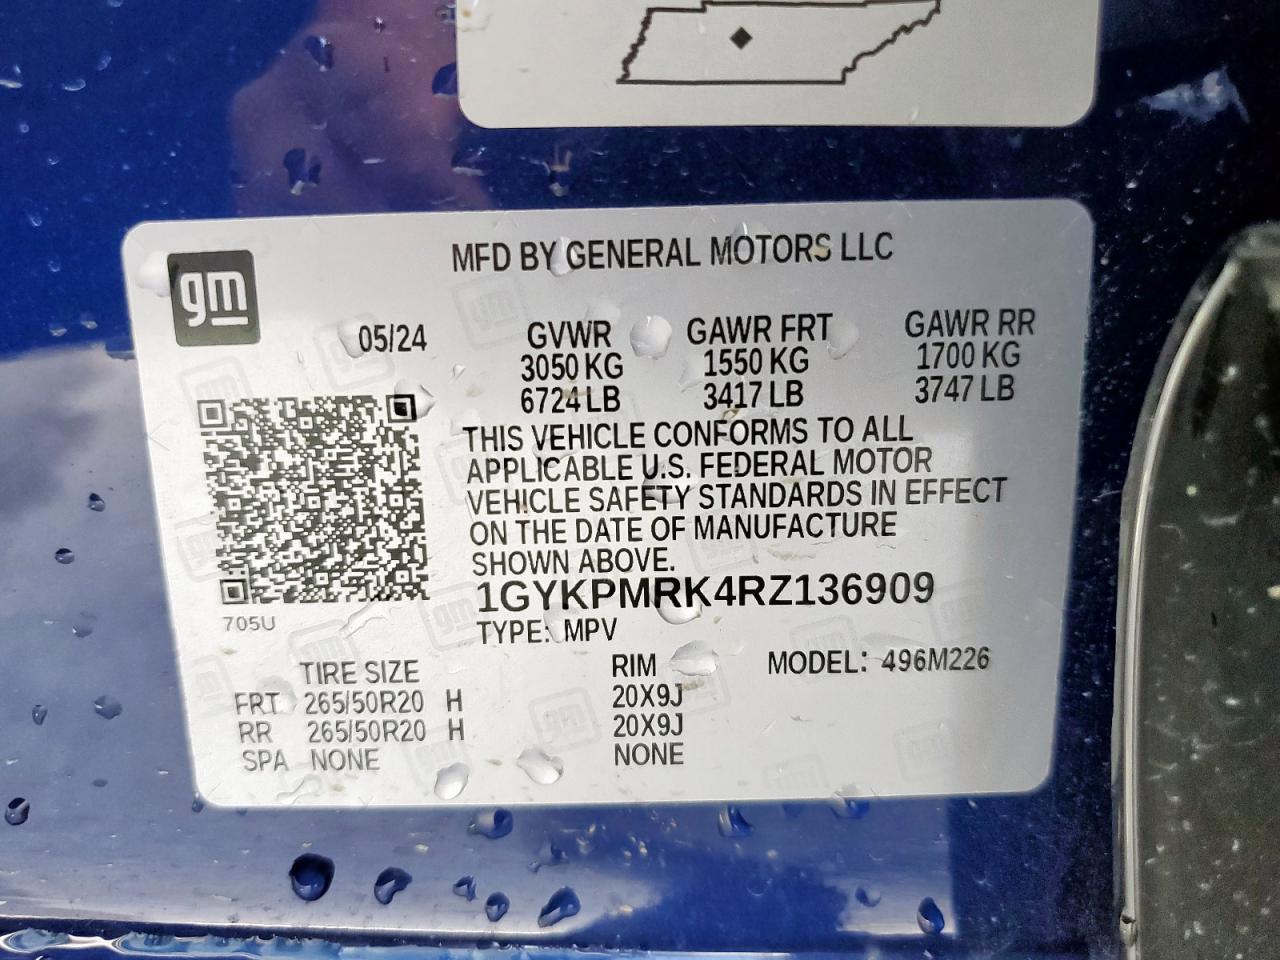 gm
MFD BY GENERAL MOTORS LLC
05/24 GVWR GAWR FRT GAWR RR
3050 KG 1550 KG 1700 KG
6724 LB 3417 LB 3747 LB
THIS VEHICLE CONFORMS TO ALL
APPLICABLE U.S. FEDERAL MOTOR
VEHICLE SAFETY STANDARDS IN EFFECT
ON THE DATE OF MANUFACTURE
SHOWN ABOVE.
1GYKPMRK4RZ136909
705U
TYPE: MPV
TIRE SIZE RIM MODEL: 496M226
FRT 265/50R20 H 20X9J
RR 265/50R20 H 20X9J
SPA NONE NONE